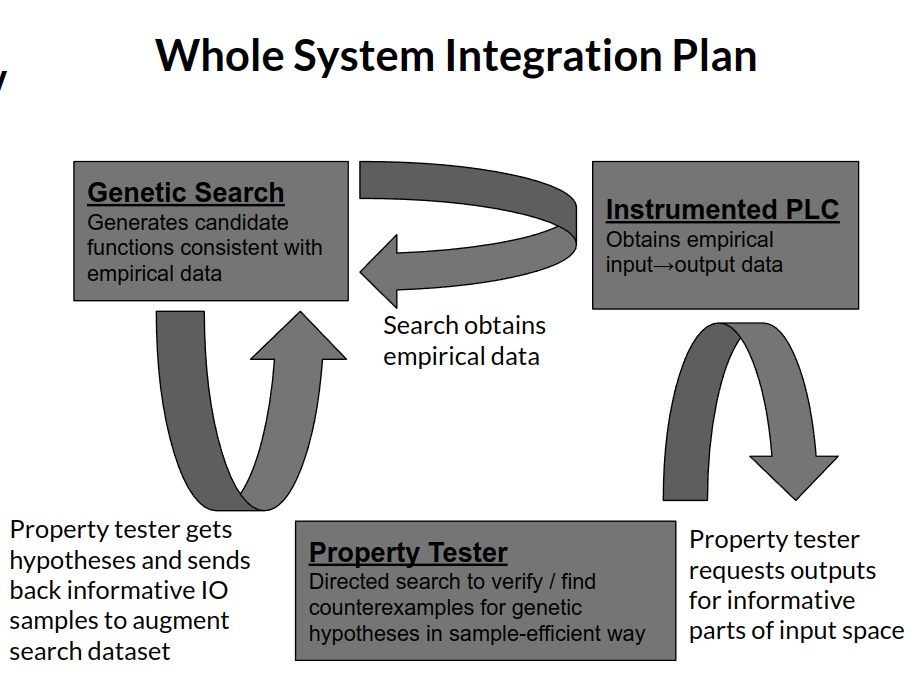 Whole System Integration Plan
Genetic Search
Generates candidate
functions consistent with
empirical data
Instrumented PLC
Obtains empirical
input→output data
Search obtains
empirical data
Property tester gets
hypotheses and sends
back informative IO
samples to augment
search dataset
Property Tester
Directed search to verify / find
counterexamples for genetic
hypotheses in sample-efficient way
Property tester
requests outputs
for informative
parts of input space